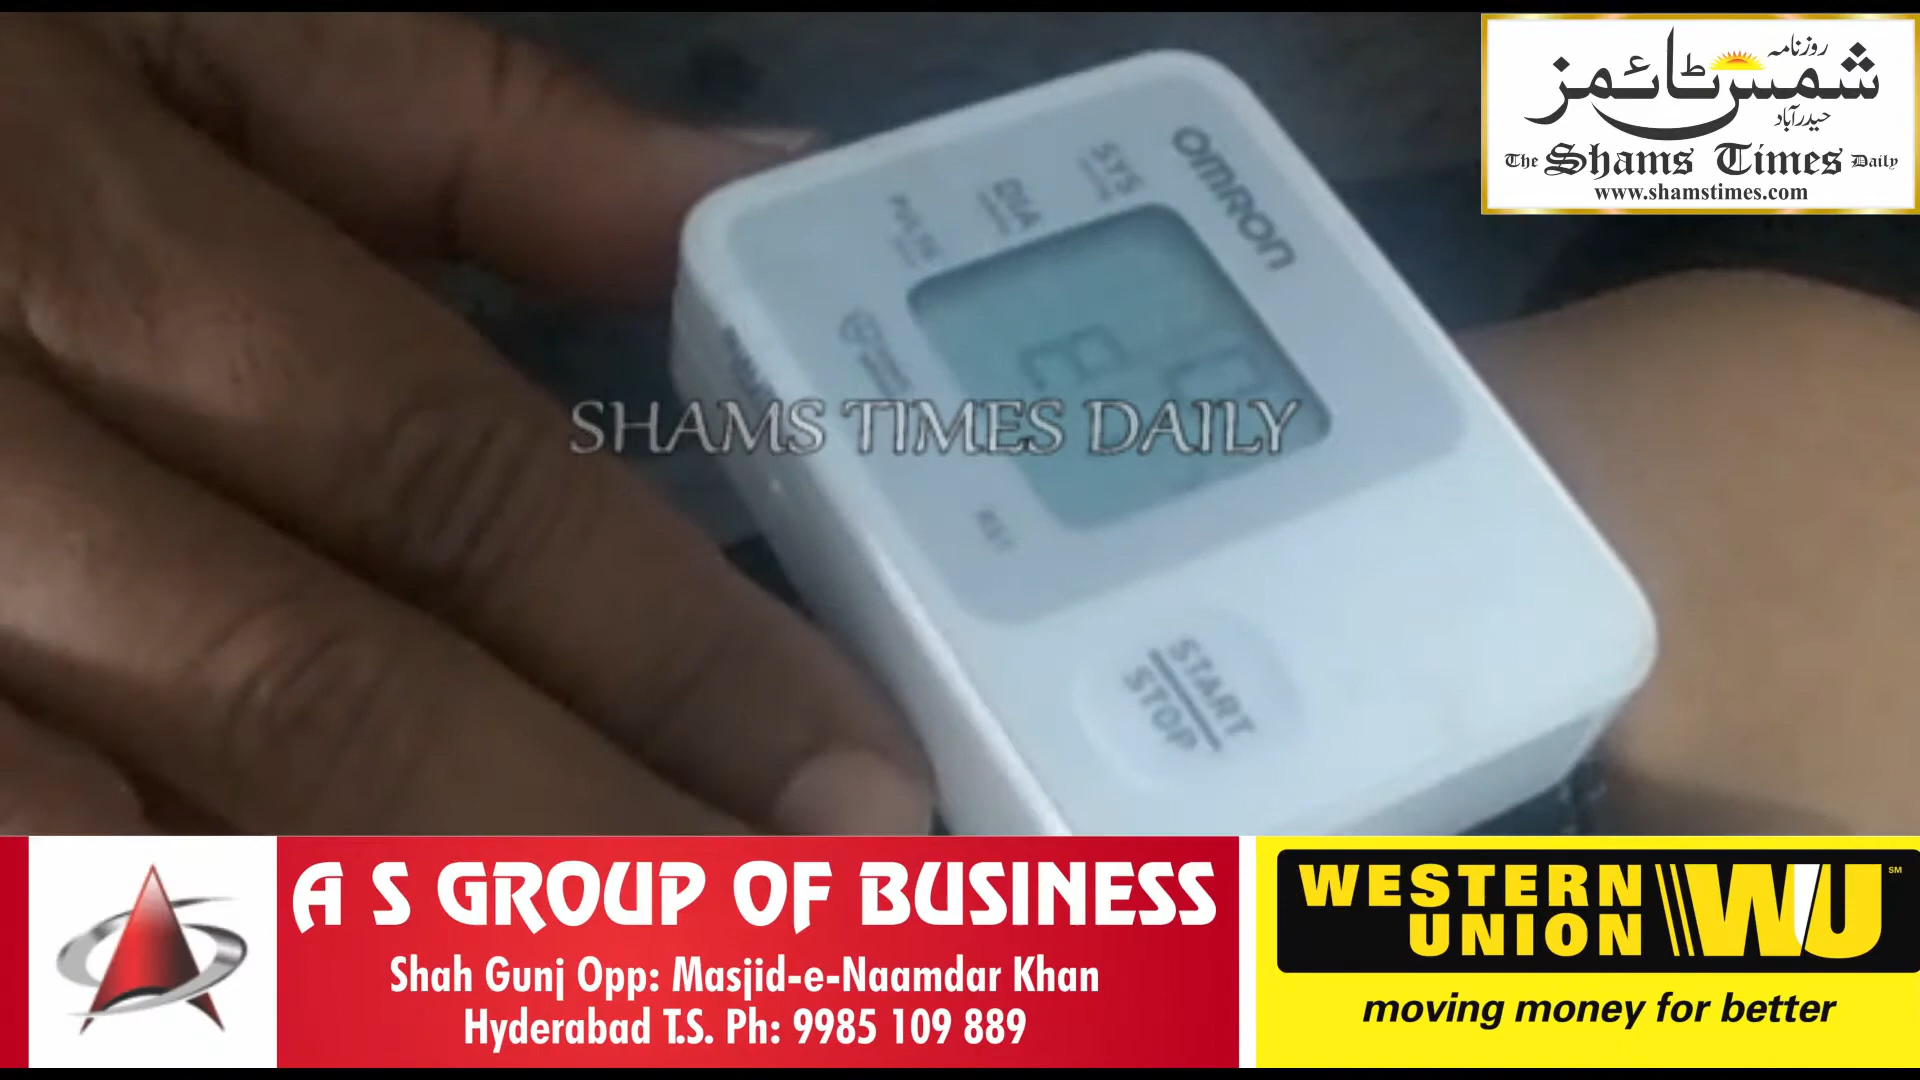 روزنامہ
شمس ٹائمز
حیدرآباد
The Shams Times Daily
www.shamstimes.com
OMRON
SYS
DIA
PULSE
SHAMS TIMES DAILY
START
STOP
A S GROUP OF BUSINESS
Shah Gunj Opp: Masjid-e-Naamdar Khan
Hyderabad T.S. Ph: 9985 109 889
WESTERN
UNION
WU
SM
moving money for better